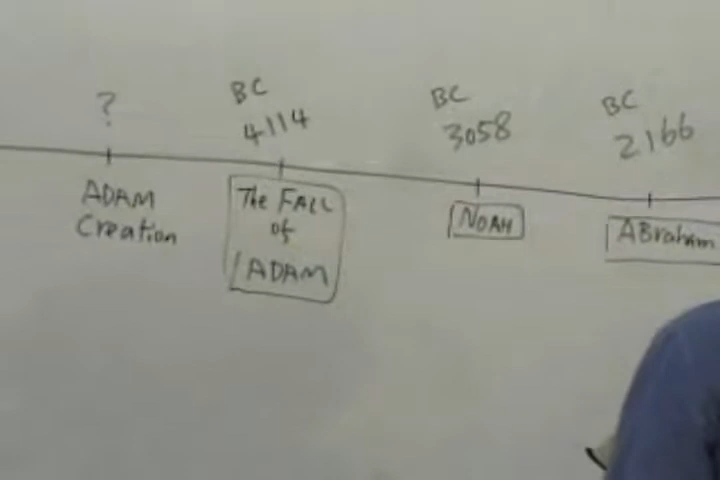 ?
ADAM
Creation
BC
4114
The FALL
of
ADAM
BC
3058
NOAH
BC
2166
ABraham